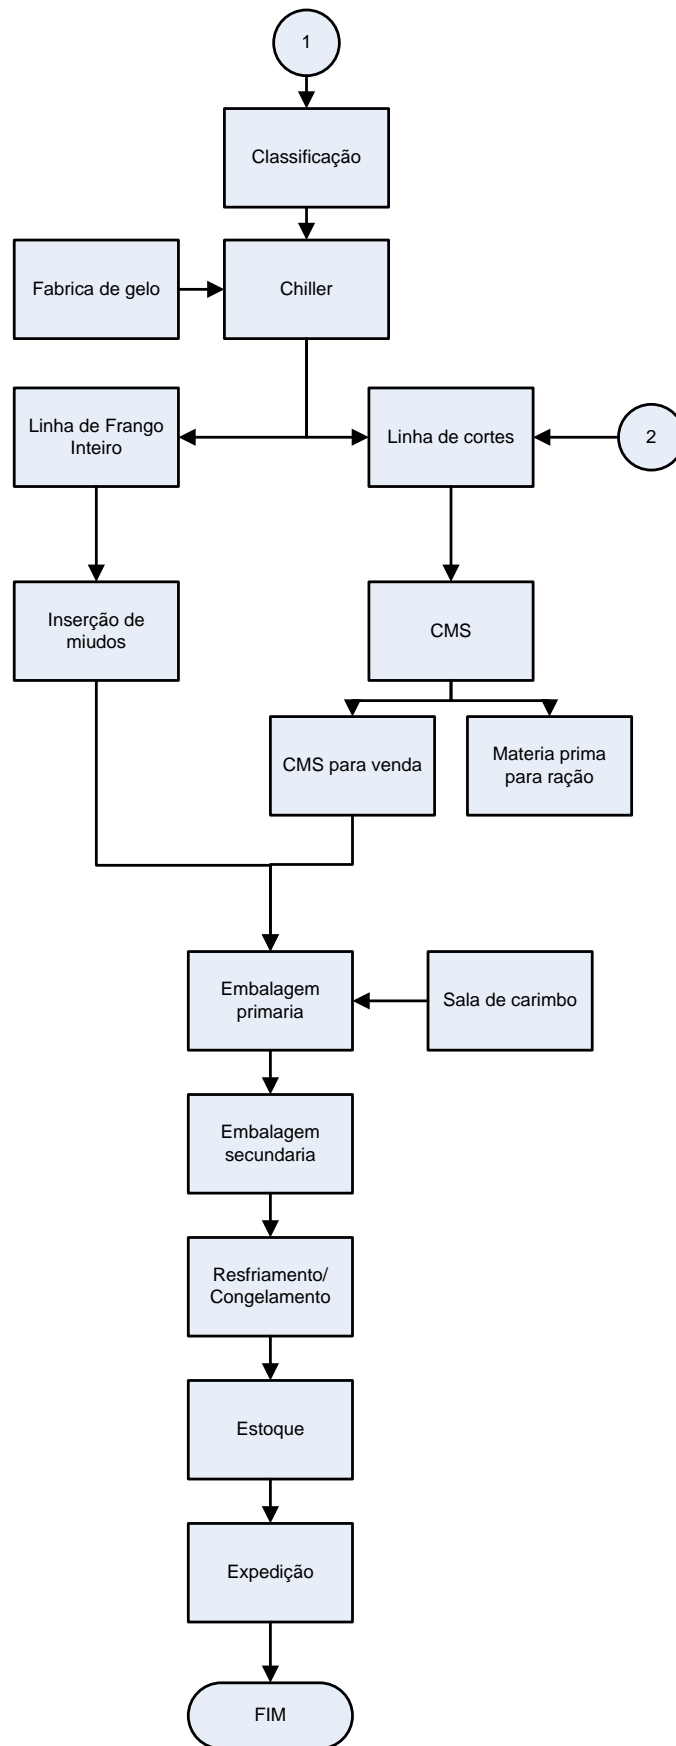 1
Classificação
Fabrica de gelo
Chiller
Linha de Frango
Inteiro
Linha de cortes
2
Inserção de
miudos
CMS
CMS para venda
Materia prima
para ração
Embalagem
primaria
Sala de carimbo
Embalagem
secundaria
Resfriamento/
Congelamento
Estoque
Expedição
FIM